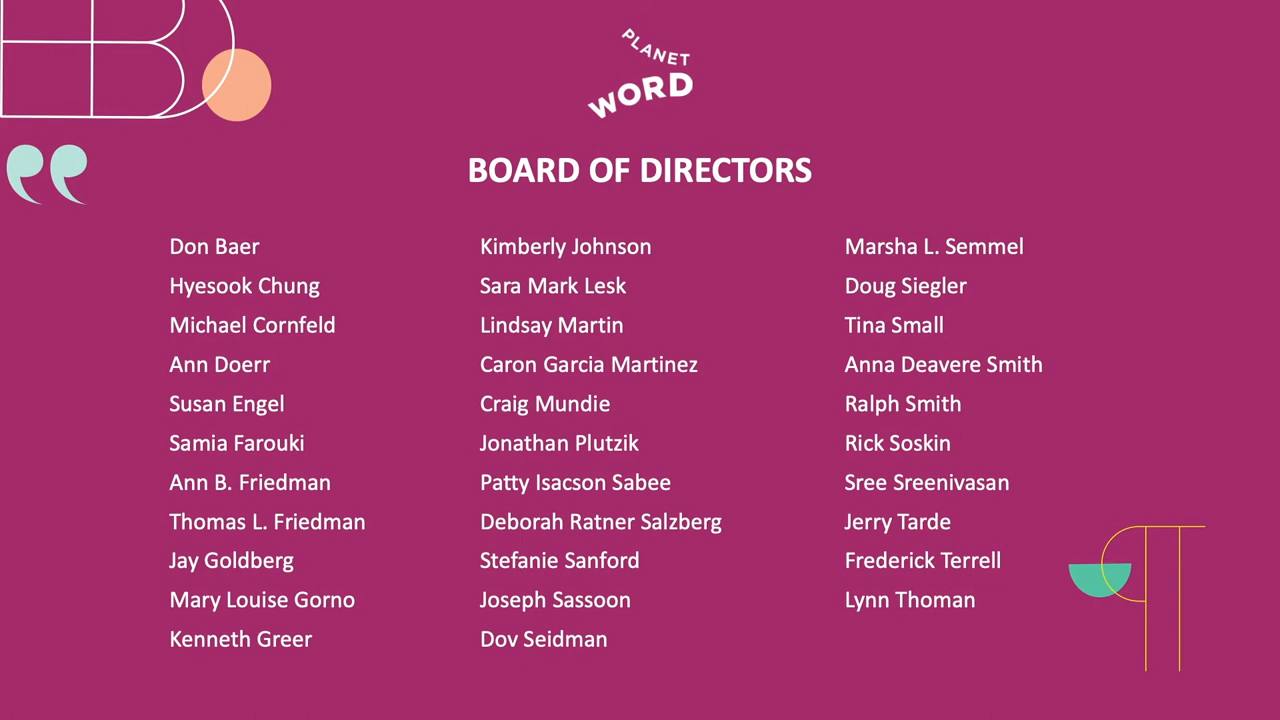 PLANET
WORD
BOARD OF DIRECTORS
Don Baer
Hyesook Chung
Michael Cornfeld
Ann Doerr
Susan Engel
Samia Farouki
Ann B. Friedman
Thomas L. Friedman
Jay Goldberg
Mary Louise Gorno
Kenneth Greer
Kimberly Johnson
Sara Mark Lesk
Lindsay Martin
Caron Garcia Martinez
Craig Mundie
Jonathan Plutzik
Patty Isacson Sabee
Deborah Ratner Salzberg
Stefanie Sanford
Joseph Sassoon
Dov Seidman
Marsha L. Semmel
Doug Siegler
Tina Small
Anna Deavere Smith
Ralph Smith
Rick Soskin
Sree Sreenivasan
Jerry Tarde
Frederick Terrell
Lynn Thoman